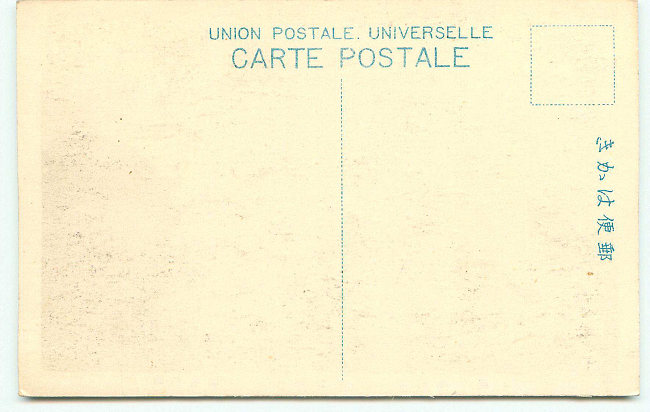 UNION POSTALE. UNIVERSELLE
CARTE POSTALE
郵便はかき